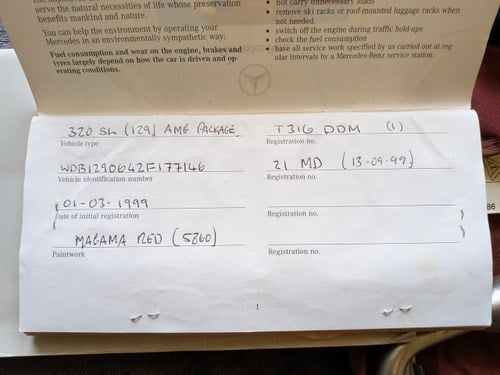 serve the natural necessities of life whose preservation
benefits mankind and nature.
You can help the environment by operating your
Mercedes in an environmentally sympathetic way:
Fuel consumption and wear on the engine, brakes and
tyres largely depend on how the car is driven and op-
erating conditions.
• not carry unnecessary loads
• remove ski racks or roof-mounted luggage racks when
not needed.
• switch off the engine during traffic hold-ups
• check the fuel consumption
• have all service work specified by us carried out at reg-
ular intervals by a Mercedes-Benz service station.
320 SL (129) AMG PACKAGE
Vehicle type
WDB1290642F177146
Vehicle identification number
01-03-1999
Date of initial registration
MAGAMA RED (5860)
Paintwork
T316 DDM (1)
Registration no.
21 MD (13-09-99)
Registration no.
Registration no.
Registration no.
1
86